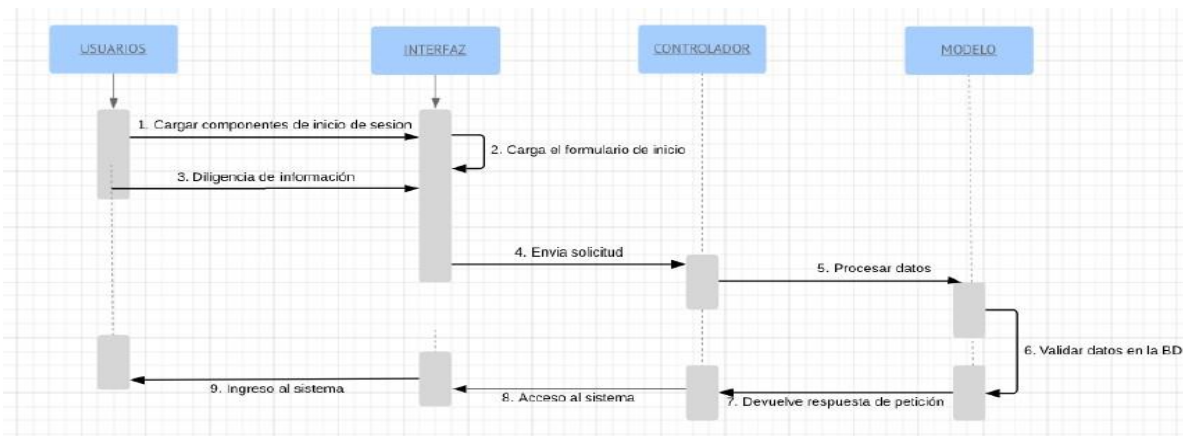 USUARIOS
INTERFAZ
CONTROLADOR
MODELO
1. Cargar componentes de inicio de sesion
2. Carga el formulario de inicio
3. Diligencia de información
4. Envia solicitud
5. Procesar datos
6. Validar datos en la BD
7. Devuelve respuesta de petición
8. Acceso al sistema
9. Ingreso al sistema